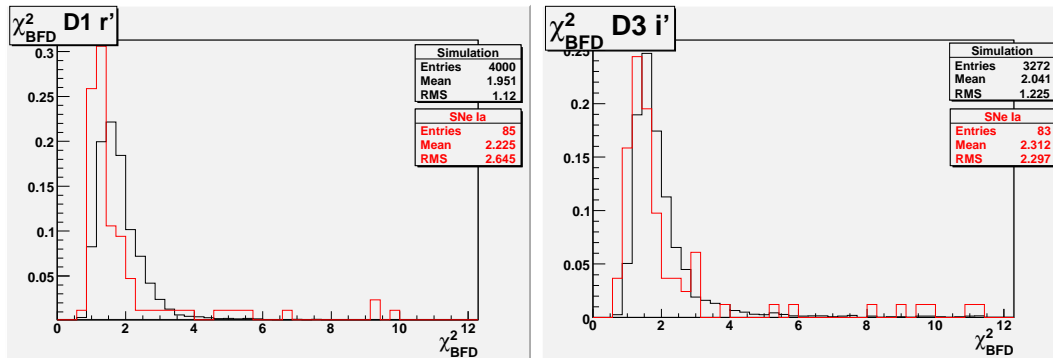 χ²BFD D1 r'
Simulation
Entries 4000
Mean 1.951
RMS 1.12
SNe Ia
Entries 85
Mean 2.225
RMS 2.645
0.3
0.25
0.2
0.15
0.1
0.05
0 2 4 6 8 10 12
χ²BFD
χ²BFD D3 i'
Simulation
Entries 3272
Mean 2.041
RMS 1.225
SNe Ia
Entries 83
Mean 2.312
RMS 2.297
0.25
0.2
0.15
0.1
0.05
0
0 2 4 6 8 10 12
χ²BFD